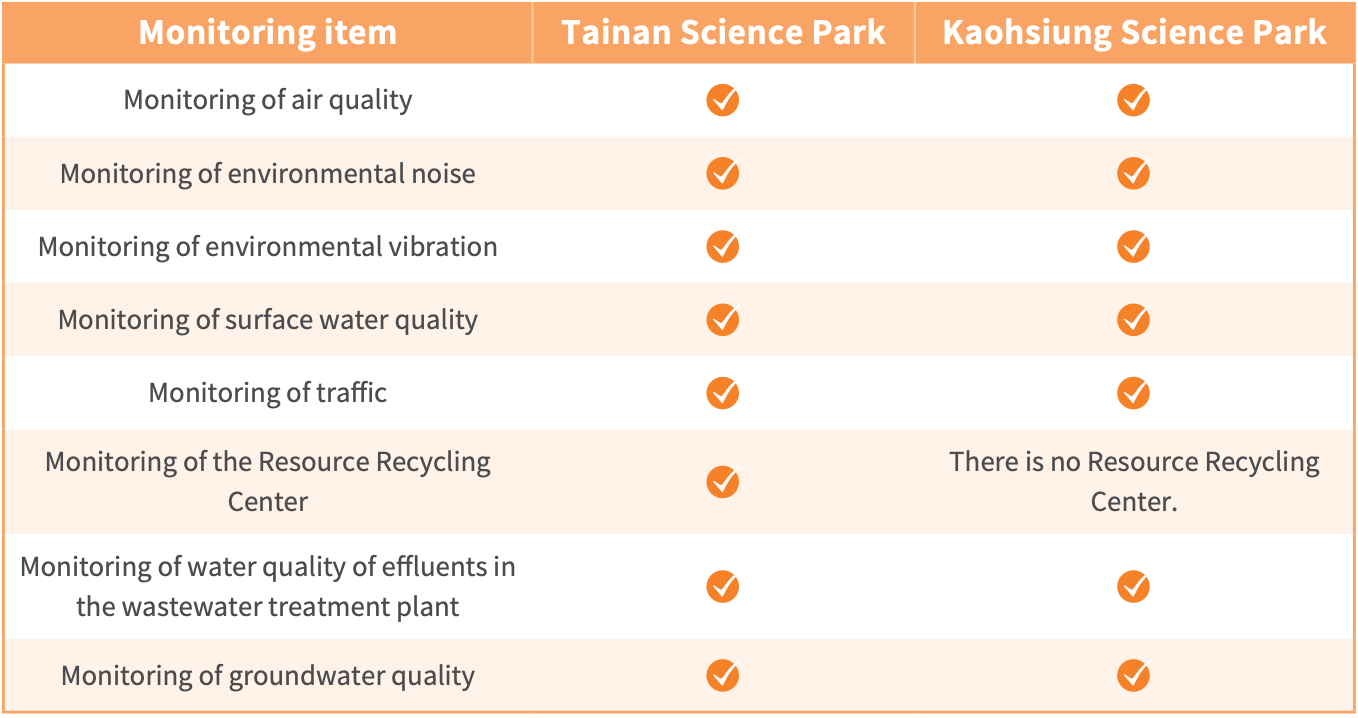 Monitoring item Tainan Science Park Kaohsiung Science Park
Monitoring of air quality
Monitoring of environmental noise
Monitoring of environmental vibration
Monitoring of surface water quality
Monitoring of traffic
Monitoring of the Resource Recycling
Center
There is no Resource Recycling
Center.
Monitoring of water quality of effluents in
the wastewater treatment plant
Monitoring of groundwater quality